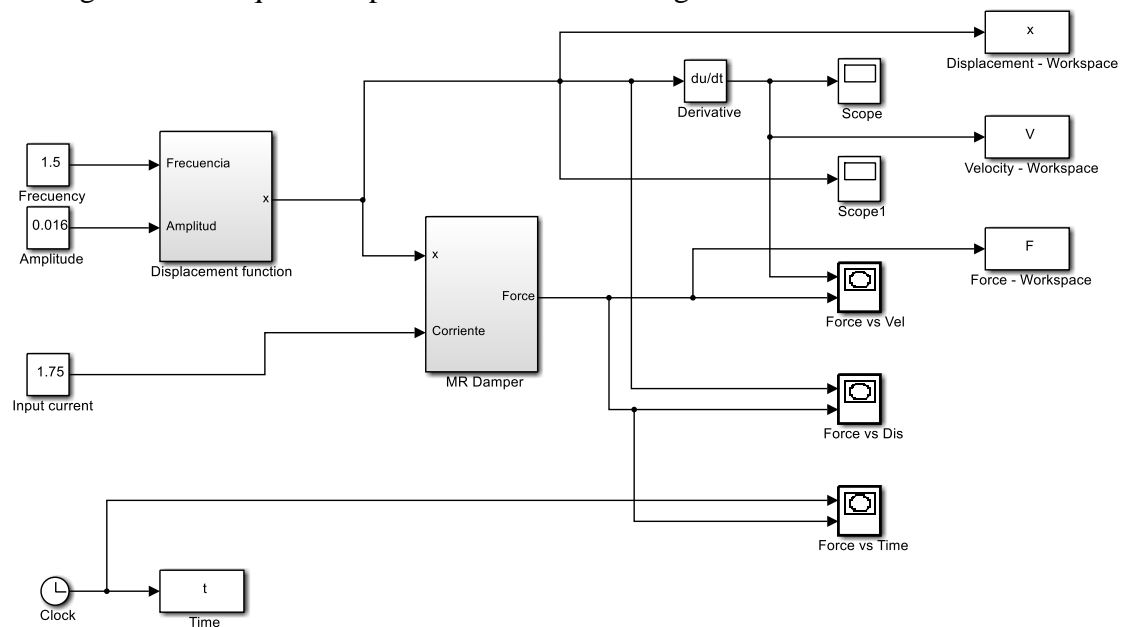 x
Displacement - Workspace
du/dt
Derivative
Scope
1.5
Frecuency
Frecuencia
x
Amplitud
Displacement function
0.016
Amplitude
V
Velocity - Workspace
Scope1
x
Force
Corriente
MR Damper
F
Force - Workspace
Force vs Vel
1.75
Input current
Force vs Dis
Force vs Time
Clock
t
Time